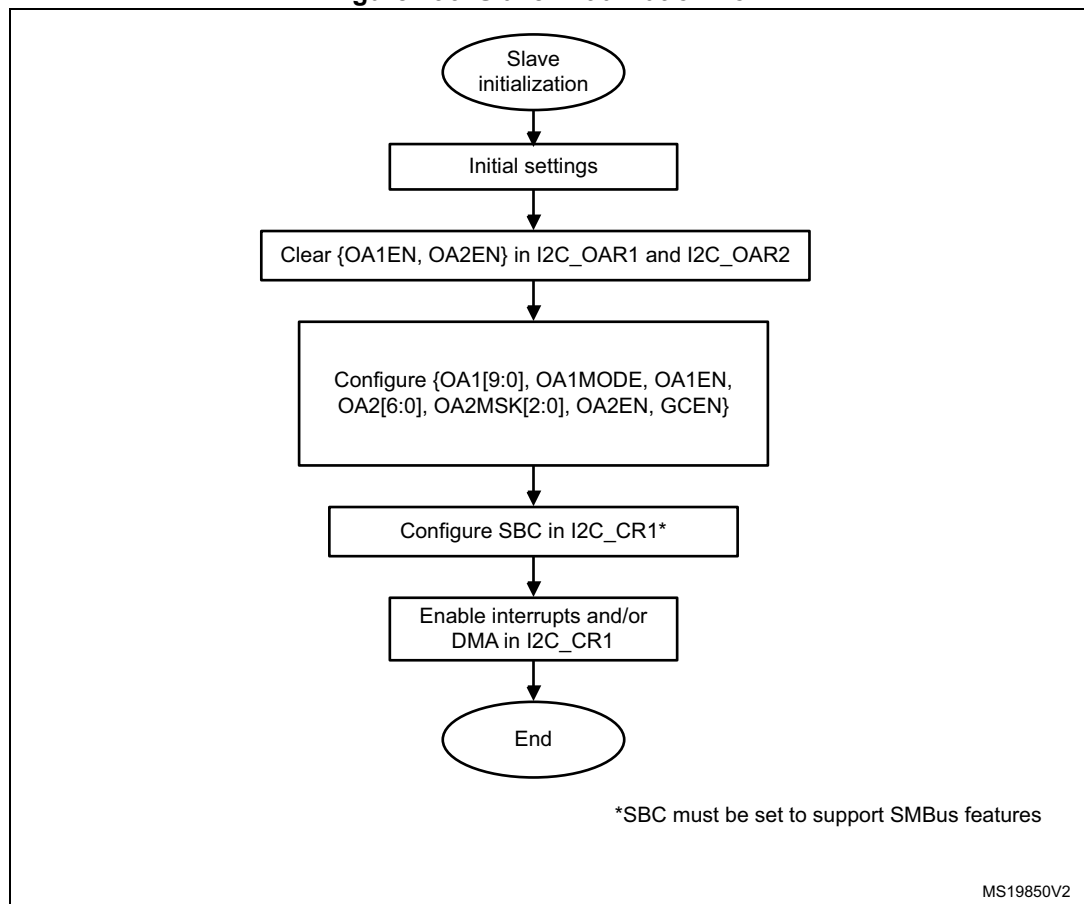 Slave
initialization
Initial settings
Clear {OA1EN, OA2EN} in I2C_OAR1 and I2C_OAR2
Configure {OA1[9:0], OA1MODE, OA1EN,
OA2[6:0], OA2MSK[2:0], OA2EN, GCEN}
Configure SBC in I2C_CR1*
Enable interrupts and/or
DMA in I2C_CR1
End
*SBC must be set to support SMBus features
MS19850V2